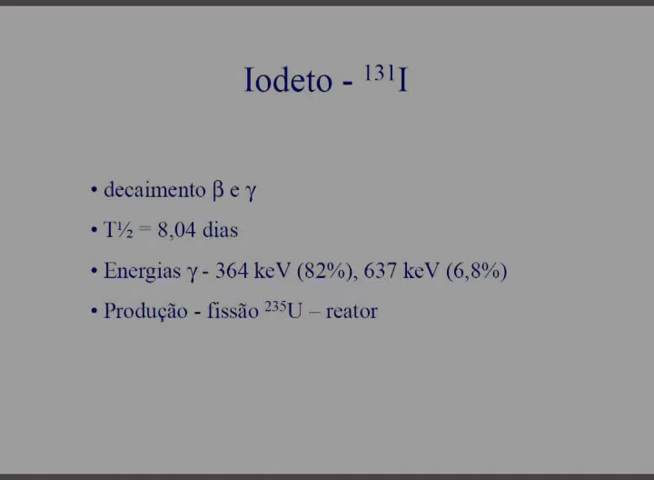 Iodeto - ¹³¹I
• decaimento β e γ
• T½ = 8,04 dias
• Energias γ - 364 keV (82%), 637 keV (6,8%)
• Produção - fissão ²³⁵U – reator